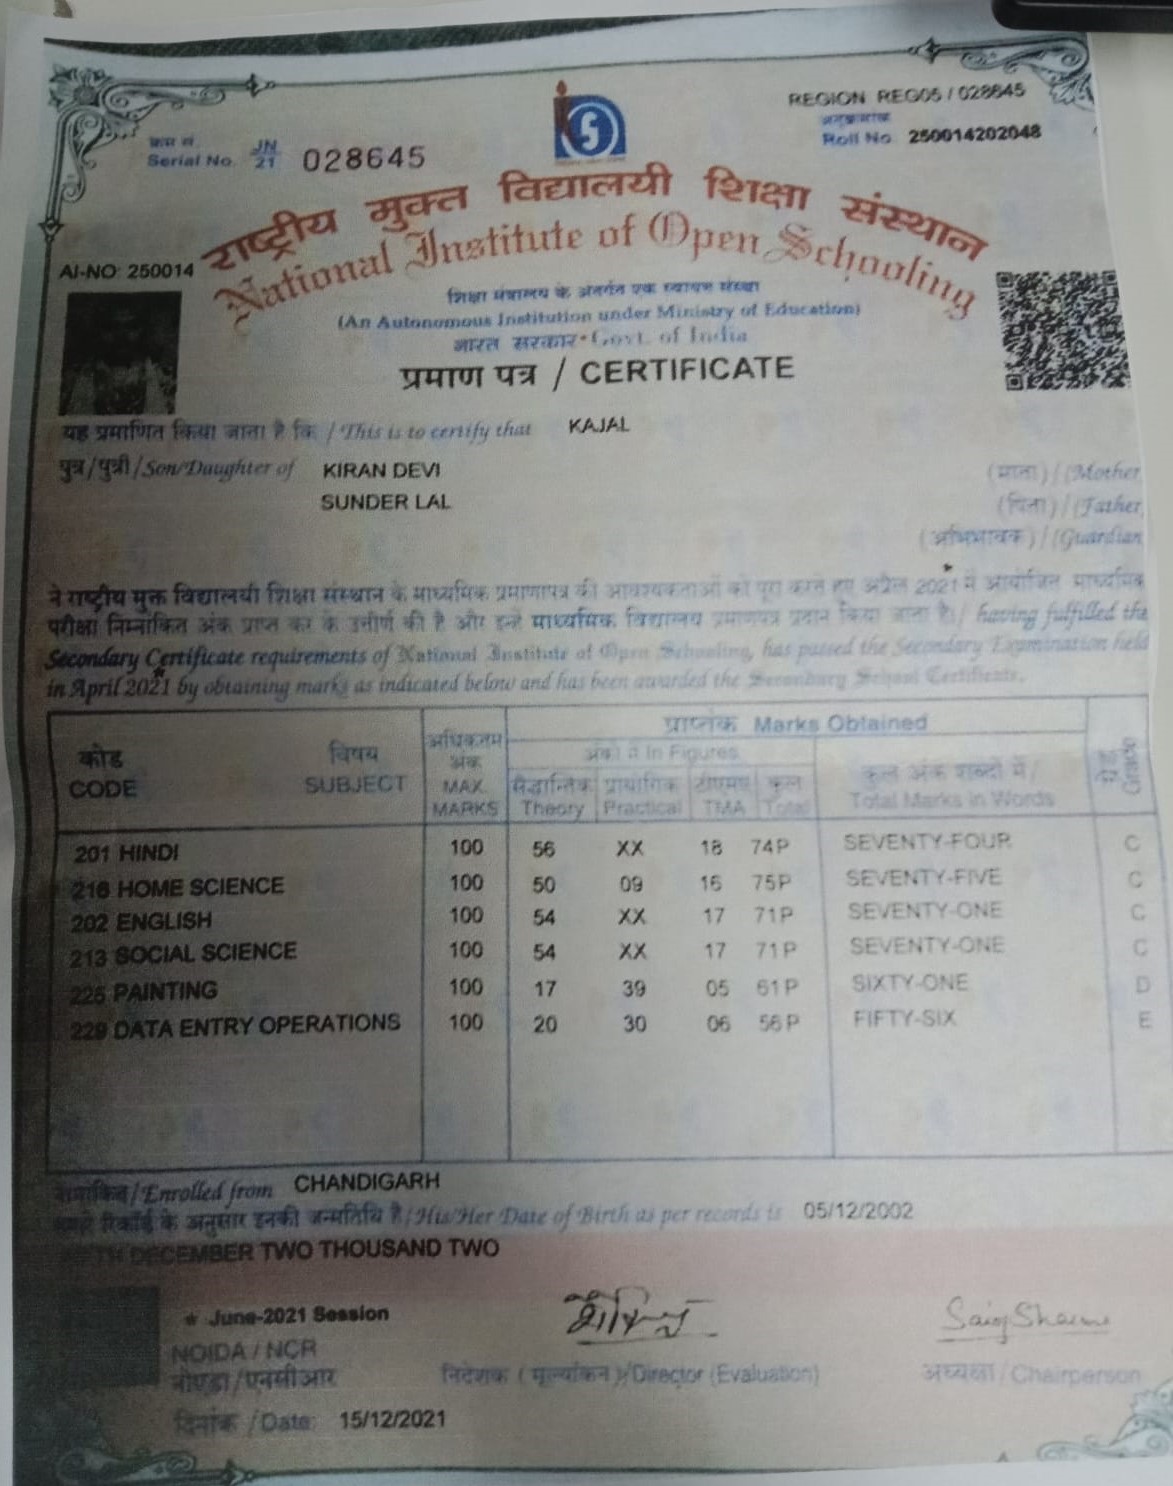 REGION REG05 / 028645
क्रम सं.
Serial No. JN 21 028645
अनुक्रमांक
Roll No 250014202048
राष्ट्रीय मुक्त विद्यालयी शिक्षा संस्थान
National Institute of Open Schooling
AI-NO: 250014
शिक्षा मंत्रालय के अंतर्गत एक स्वायत्त संस्था
(An Autonomous Institution under Ministry of Education)
भारत सरकार Govt. of India
प्रमाण पत्र / CERTIFICATE
यह प्रमाणित किया जाता है कि / This is to certify that KAJAL
पुत्र/पुत्री/Son/Daughter of KIRAN DEVI (माता)/(Mother
SUNDER LAL (पिता)/(Father
(अभिभावक)/(Guardian
ने राष्ट्रीय मुक्त विद्यालयी शिक्षा संस्थान के माध्यमिक प्रमाणपत्र की आवश्यकताओं को पूरा करते हुए अप्रैल 2021 में आयोजित माध्यमिक
परीक्षा निम्नांकित अंक प्राप्त कर के उत्तीर्ण की है और इन्हे माध्यमिक विद्यालय प्रमाणपत्र प्रदान किया जाता है।/ having fulfilled the
Secondary Certificate requirements of National Institute of Open Schooling, has passed the Secondary Examination held
in April 2021 by obtaining marks as indicated below and has been awarded the Secondary School Certificate.
प्राप्तांक Marks Obtained
कोड विषय अधिकतम अंक अंकों में In Figures कुल अंक शब्दों में/ ग्रेड
CODE SUBJECT MAX. MARKS सैद्धान्तिक Theory प्रायोगिक Practical टीएमए TMA कुल Total Total Marks in Words Grade
201 HINDI 100 56 XX 18 74P SEVENTY-FOUR C
216 HOME SCIENCE 100 50 09 16 75P SEVENTY-FIVE C
202 ENGLISH 100 54 XX 17 71P SEVENTY-ONE C
213 SOCIAL SCIENCE 100 54 XX 17 71P SEVENTY-ONE C
225 PAINTING 100 17 39 05 61P SIXTY-ONE D
229 DATA ENTRY OPERATIONS 100 20 30 06 56P FIFTY-SIX E
नामांकित/Enrolled from CHANDIGARH
हमारे रिकॉर्ड के अनुसार इनकी जन्मतिथि है/His/Her Date of Birth as per records is 05/12/2002
DECEMBER TWO THOUSAND TWO
* June-2021 Session
NOIDA / NCR
नोएडा/एनसीआर
निदेशक (मूल्यांकन)/Director (Evaluation)
अध्यक्ष/Chairperson
दिनांक /Date: 15/12/2021